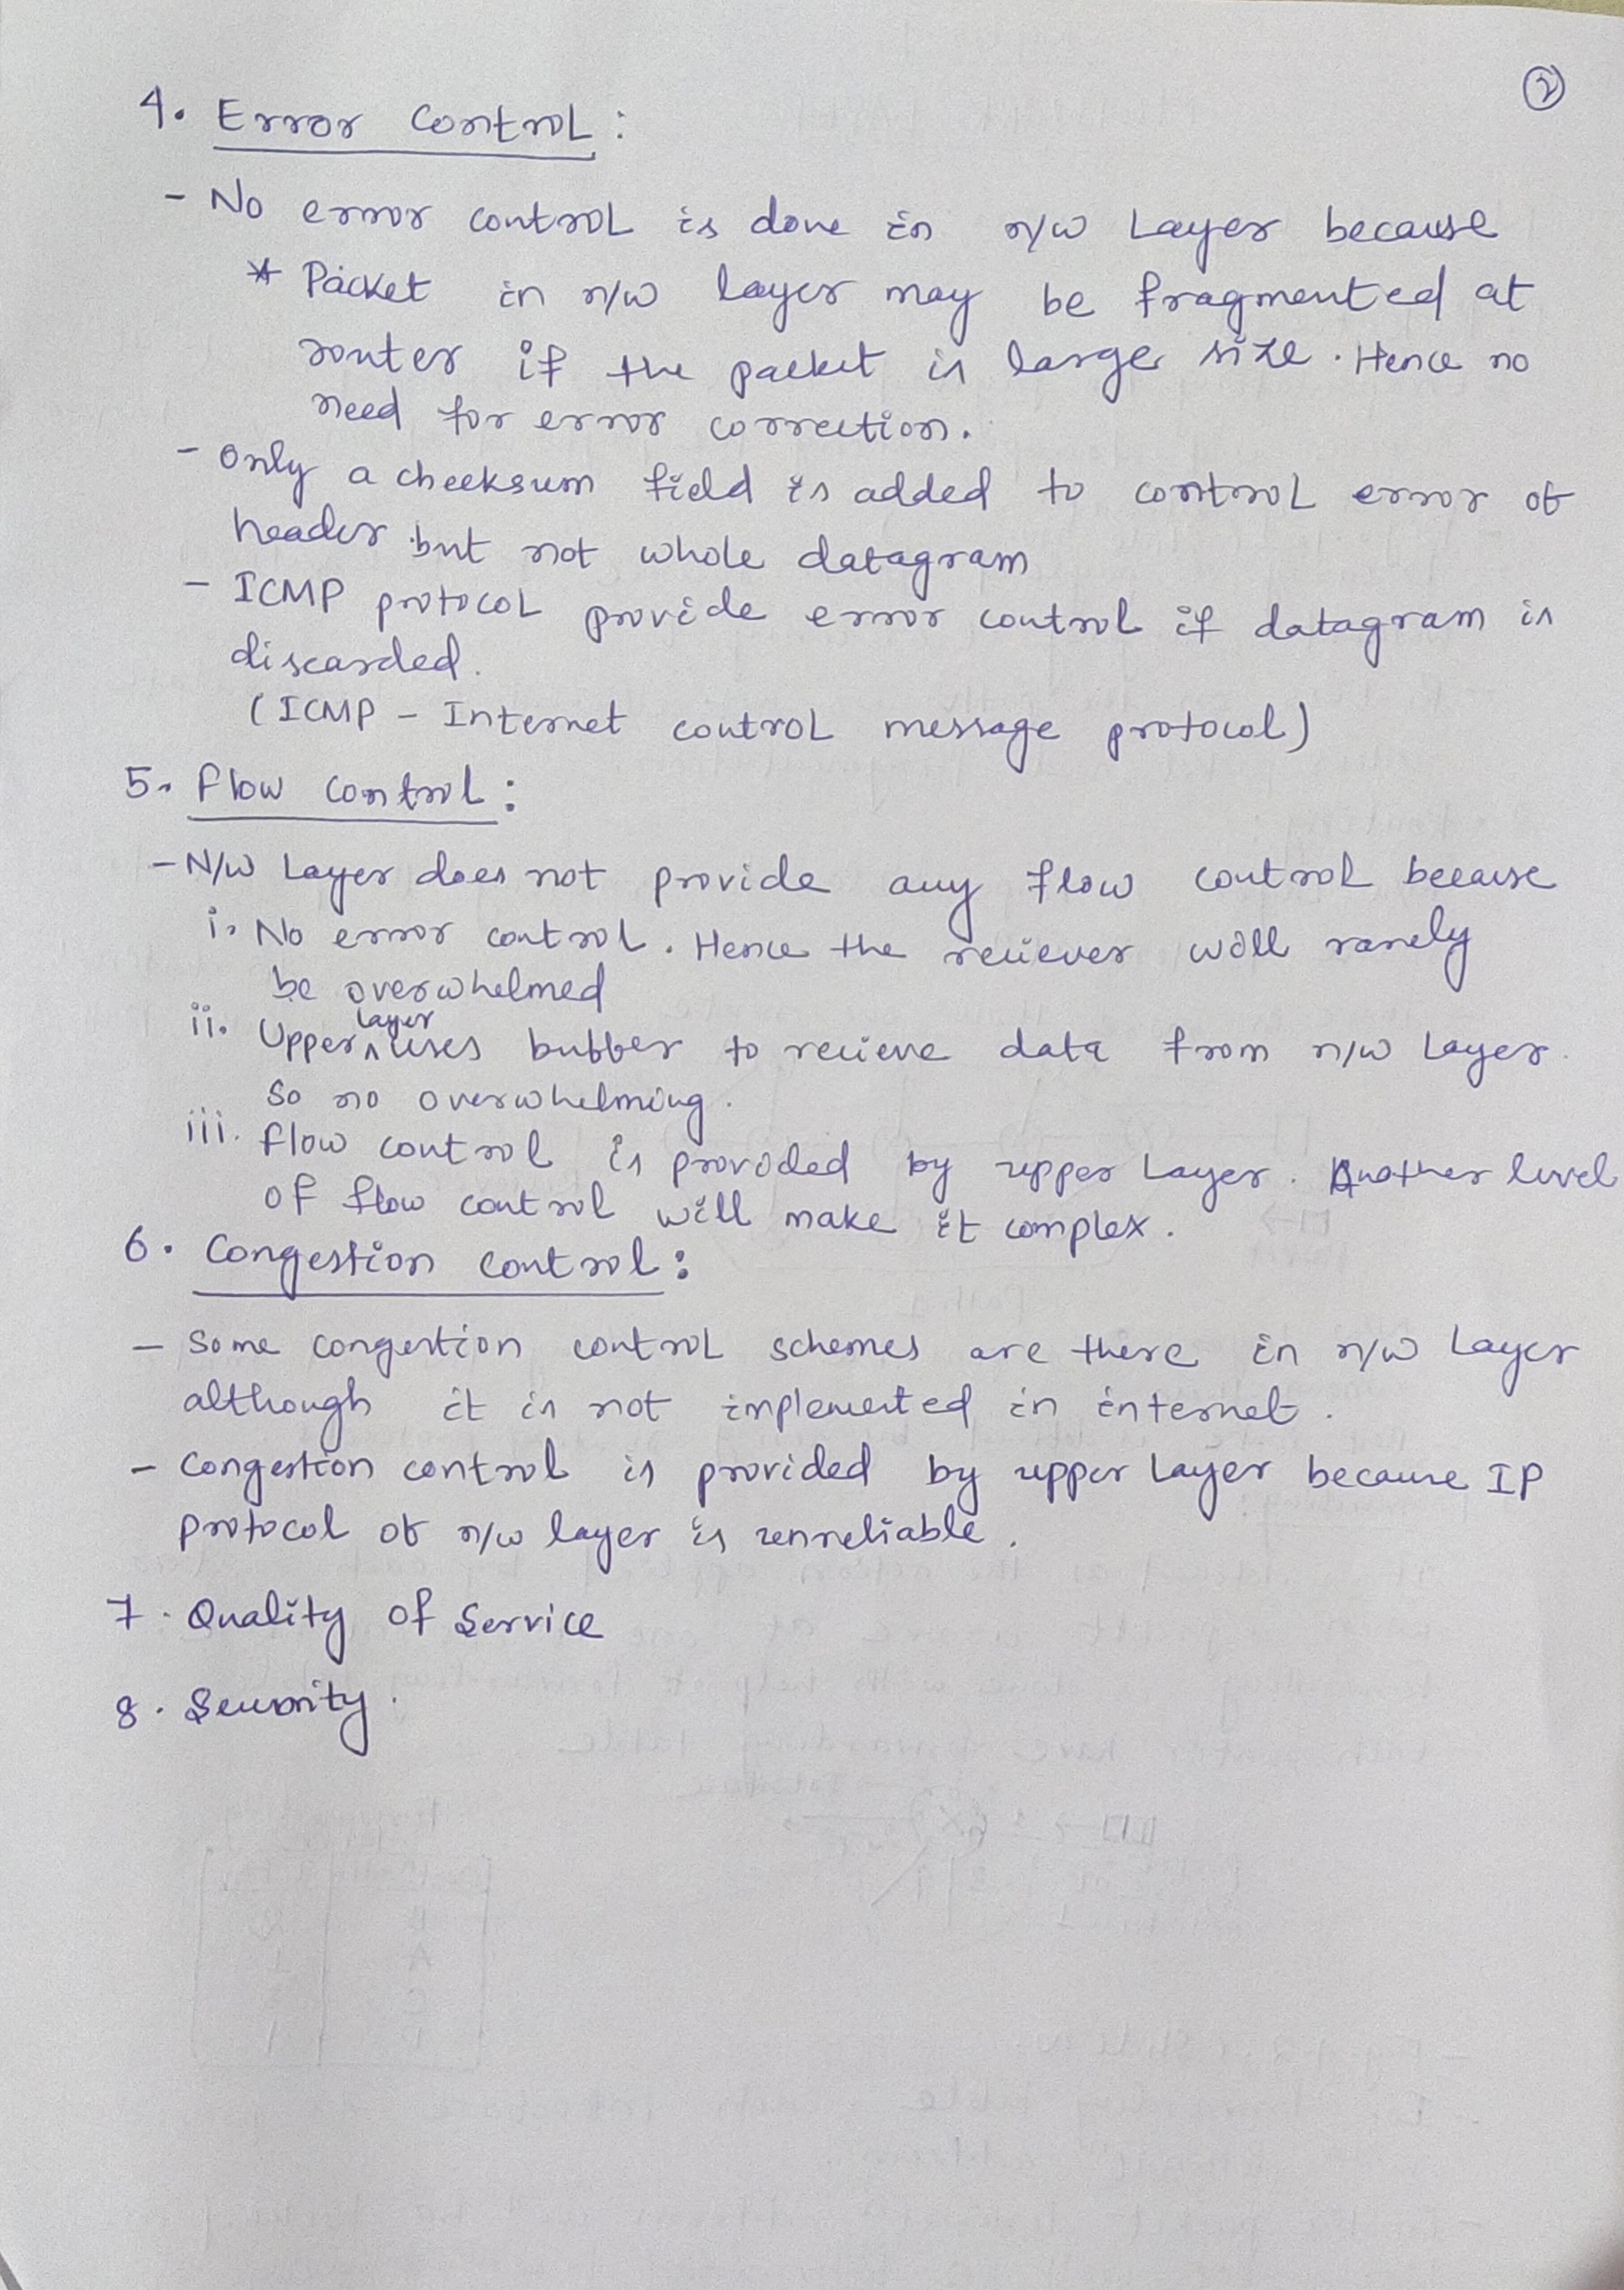 2
4. Error Control :
- No error control is done in n/w Layer because
* Packet in n/w layer may be fragmented at
router if the packet is large size. Hence no
need for error correction.
- Only a checksum field is added to control error of
header but not whole datagram
- ICMP protocol provide error control if datagram is
discarded.
(ICMP - Internet control message protocol)
5. Flow Control :
- N/w Layer does not provide any flow control because
i. No error control. Hence the reciever will rarely
be overwhelmed
ii. Upper layer uses buffer to recieve data from n/w Layer.
So no overwhelming.
iii. Flow control is provided by upper Layer. Another level
of flow control will make it complex.
6. Congestion Control :
- Some congestion control schemes are there in n/w Layer
although it is not implemented in internet.
- Congestion control is provided by upper Layer because IP
protocol of n/w layer is unreliable.
7. Quality of Service
8. Security.